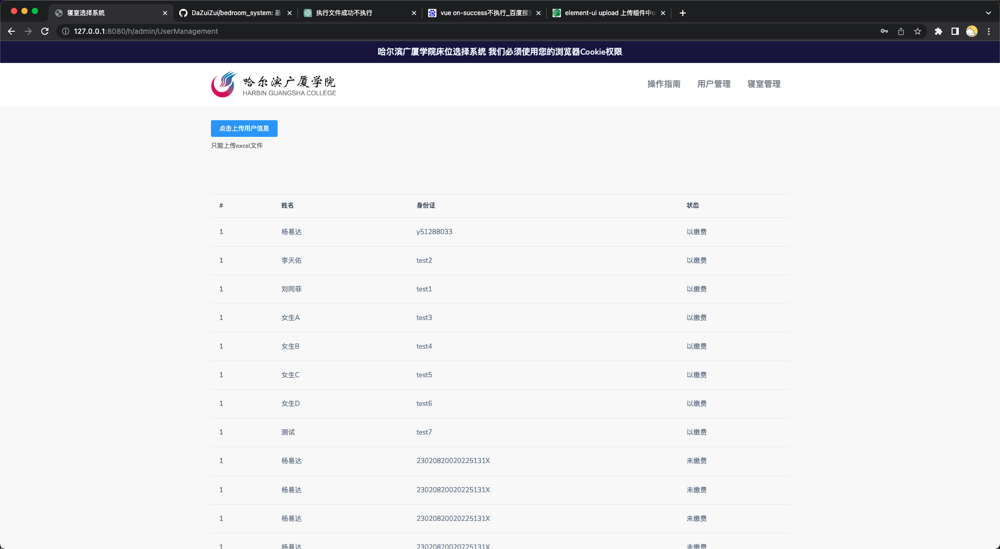 寝室选择系统
DaZuiZui/bedroom_system: 基
执行文件成功不执行
vue on-success不执行_百度搜
element-ui upload 上传组件中o
127.0.0.1:8080/h/admin/UserManagement
哈尔滨广厦学院床位选择系统 我们必须使用您的浏览器Cookie权限
哈尔滨广厦学院
HARBIN GUANGSHA COLLEGE
操作指南 用户管理 寝室管理
点击上传用户信息
只能上传excel文件
# 姓名 身份证 状态
1 杨易达 y51288033 以缴费
1 李天佑 test2 以缴费
1 刘同菲 test1 以缴费
1 女生A test3 以缴费
1 女生B test4 以缴费
1 女生C test5 以缴费
1 女生D test6 以缴费
1 测试 test7 以缴费
1 杨易达 23020820020225131X 未缴费
1 杨易达 23020820020225131X 未缴费
1 杨易达 23020820020225131X 未缴费
1 杨易达 23020820020225131X 未缴费